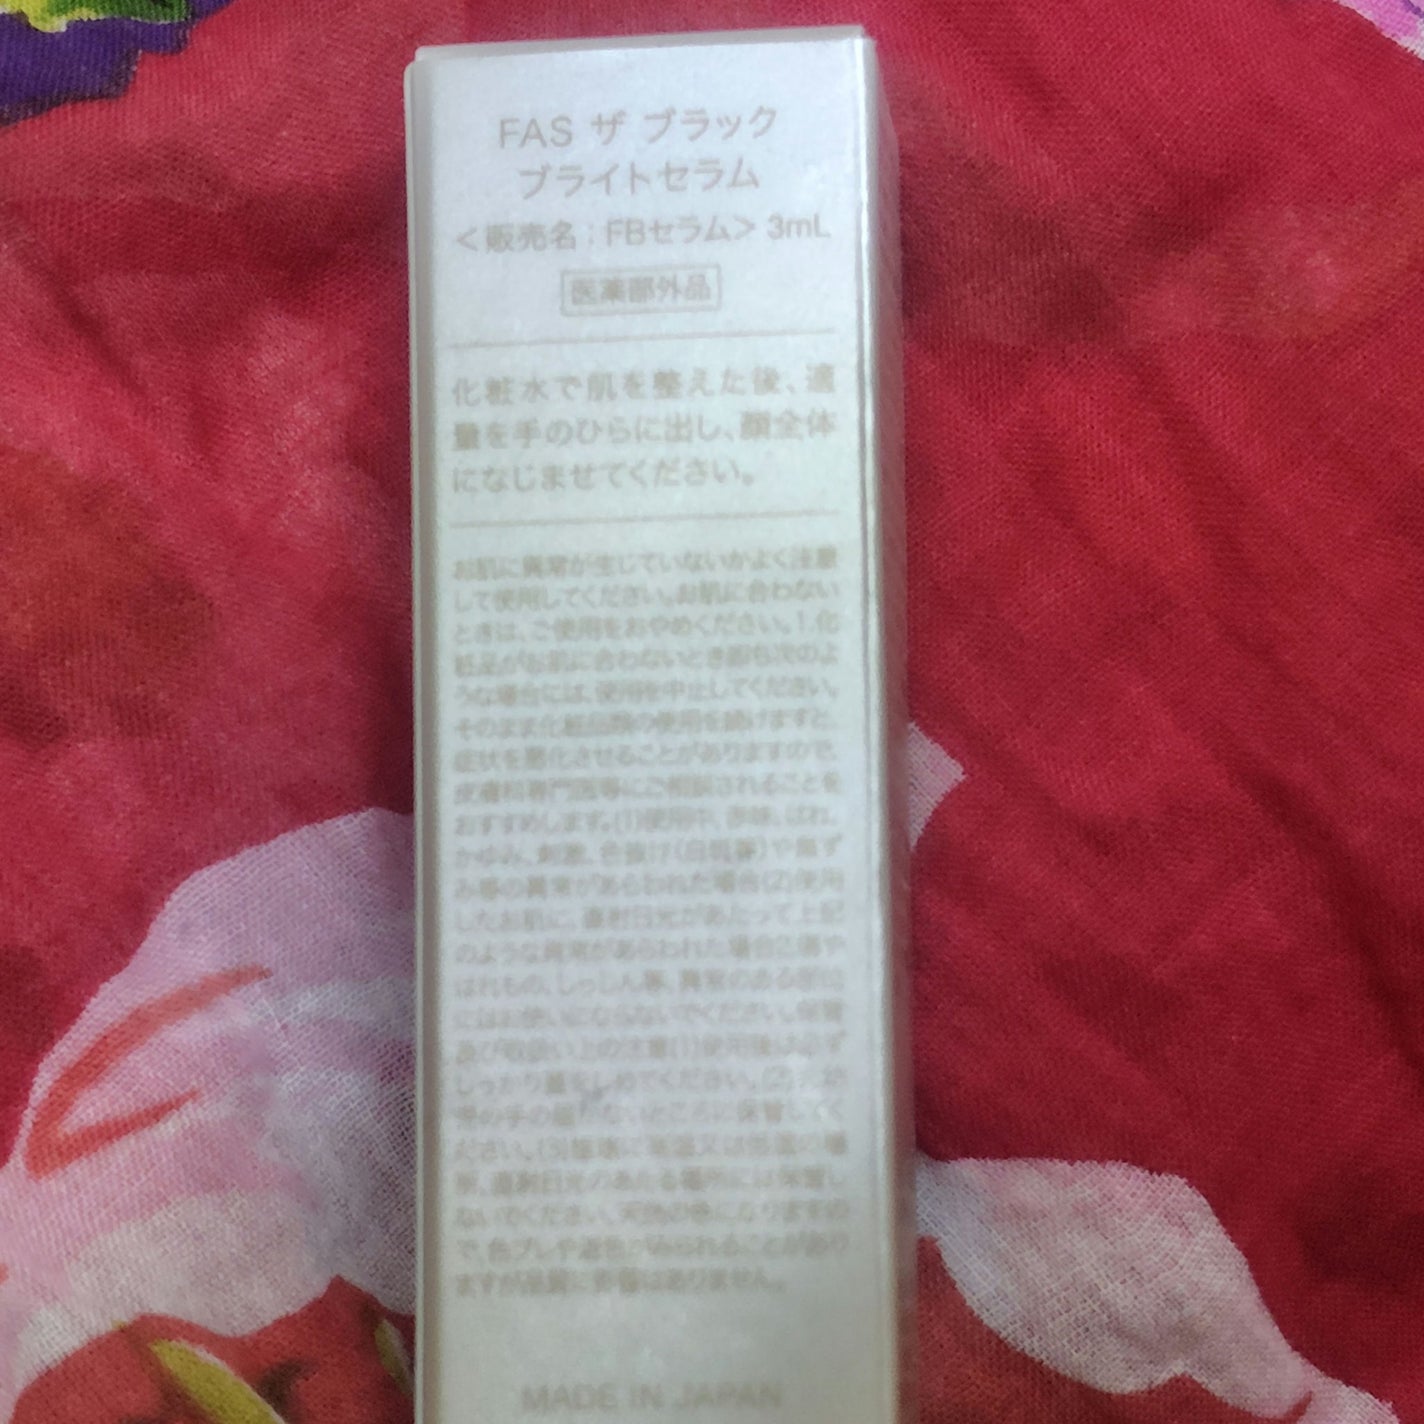 FAS ザ ブラック
ブライトセラム
＜販売名：FBセラム＞ 3mL
医薬部外品
化粧水で肌を整えた後、適
量を手のひらに出し、顔全体
になじませてください。
お肌に異常が生じていないかよく注意
して使用してください。お肌に合わない
ときは、ご使用をおやめください。1.化
粧品がお肌に合わないとき即ち次のよ
うな場合には、使用を中止してください。
そのまま化粧品類の使用を続けますと、
症状を悪化させることがありますので、
皮膚科専門医等にご相談されることを
おすすめします。(1)使用中、赤味、はれ、
かゆみ、刺激、色抜け(白斑等)や黒ず
み等の異常があらわれた場合(2)使用
したお肌に、直射日光があたって上記
のような異常があらわれた場合2.傷や
はれもの、しっしん等、異常のある部位
にはお使いにならないでください。保管
及び取扱い上の注意(1)使用後は必ず
しっかり蓋をしめてください。(2)乳幼
児の手の届かないところに保管してく
ださい。(3)極端に高温又は低温の場
所、直射日光のあたる場所には保管し
ないでください。天然の色になりますの
で、色ブレや退色がみられることがあり
ますが品質に影響はありません。
MADE IN JAPAN